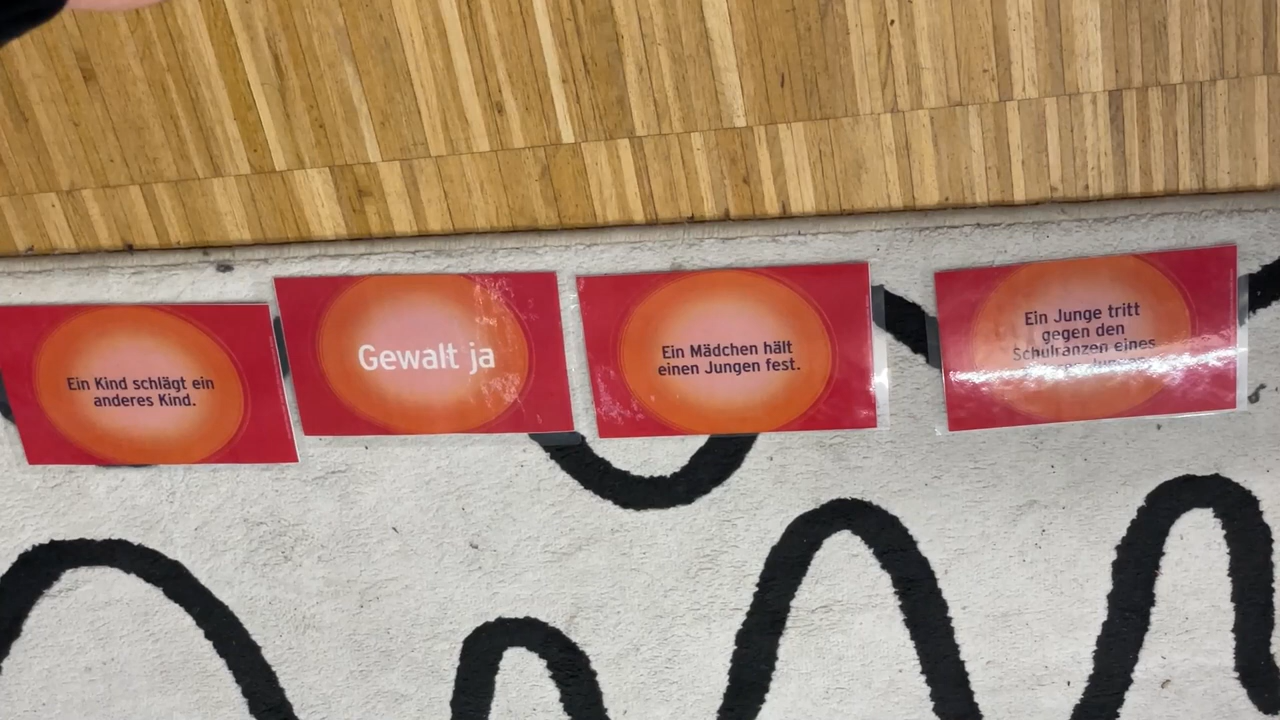 Ein Kind schlägt ein
anderes Kind.
Gewalt ja
Ein Mädchen hält
einen Jungen fest.
Ein Junge tritt
gegen den
Schulranzen eines